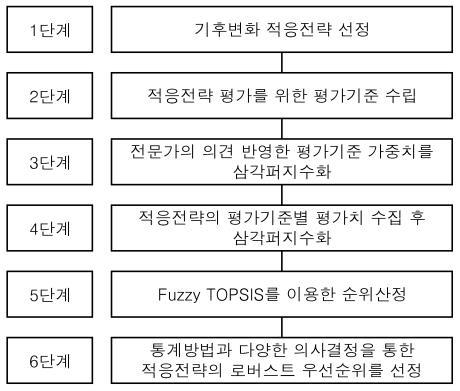 1단계
기후변화 적응전략 선정
2단계
적응전략 평가를 위한 평가기준 수립
3단계
전문가의 의견 반영한 평가기준 가중치를
삼각퍼지수화
4단계
적응전략의 평가기준별 평가치 수집 후
삼각퍼지수화
5단계
Fuzzy TOPSIS를 이용한 순위산정
6단계
통계방법과 다양한 의사결정을 통한
적응전략의 로버스트 우선순위를 선정